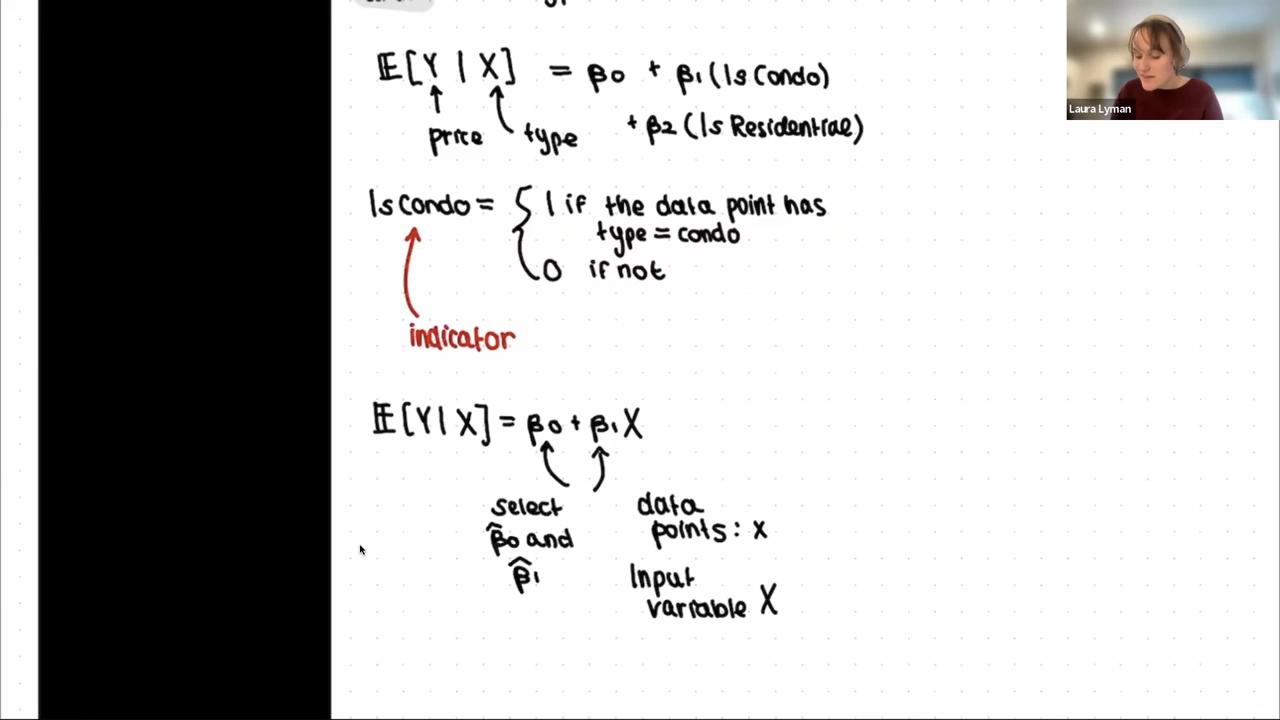 𝔼[Y | X] = β0 + β1 (Is Condo)
price type + β2 (Is Residential)
Is Condo = { 1 if the data point has
type = condo
0 if not
indicator
𝔼[Y | X] = β0 + β1 X
select
β̂0 and
β̂1
data
points: x
Input
variable X
Laura Lyman